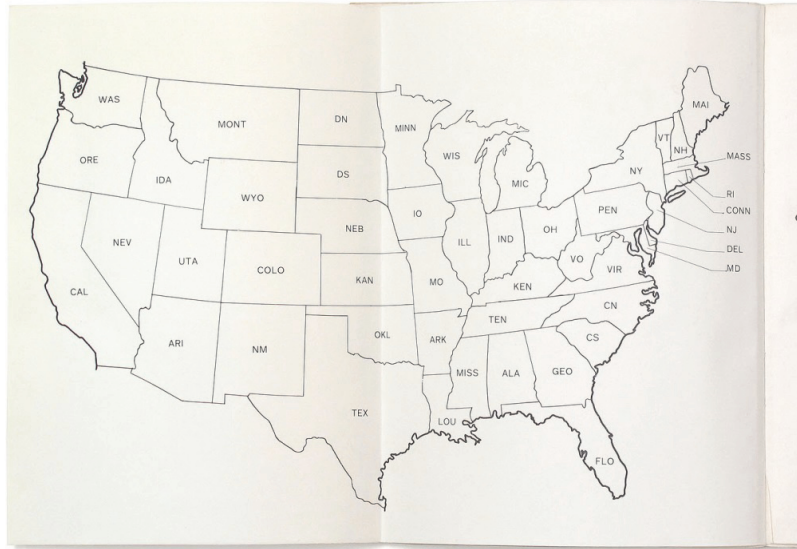 WAS
MONT
DN
MINN
MAI
ORE
IDA
WYO
DS
WIS
MIC
NY
VT
NH
MASS
RI
CONN
NJ
DEL
MD
NEV
UTA
COLO
NEB
IO
ILL
IND
OH
PEN
CAL
KAN
MO
KEN
VO
VIR
ARI
NM
OKL
ARK
TEN
CN
CS
TEX
LOU
MISS
ALA
GEO
FLO